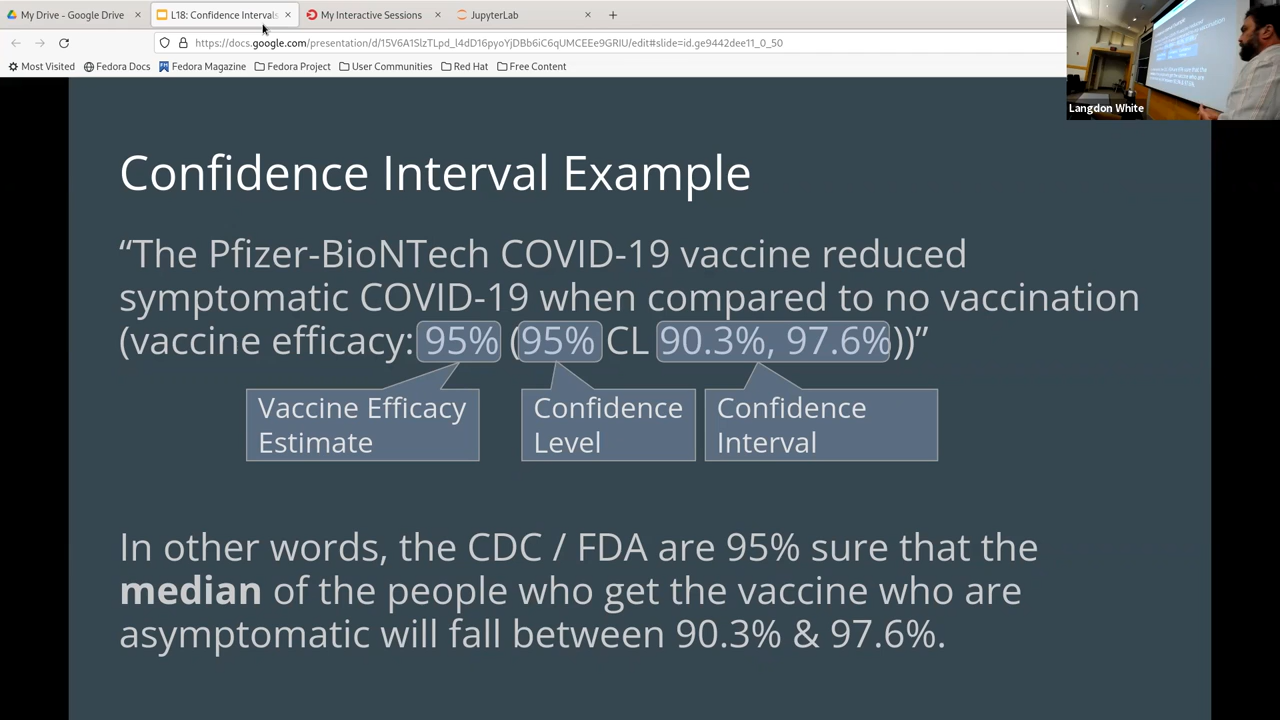 My Drive - Google Drive
L18: Confidence Intervals
My Interactive Sessions
JupyterLab
https://docs.google.com/presentation/d/15V6A1SlzTLpd_l4dDtOpyoYjDBb6iC6qUMCEEe9GRIU/edit#slide=id.ge9442dee11_0_50
Most Visited
Fedora Docs
Fedora Magazine
Fedora Project
User Communities
Red Hat
Free Content
Langdon White
Confidence Interval Example
“The Pfizer-BioNTech COVID-19 vaccine reduced
symptomatic COVID-19 when compared to no vaccination
(vaccine efficacy: 95% (95% CL 90.3%, 97.6%))”
Vaccine Efficacy
Estimate
Confidence
Level
Confidence
Interval
In other words, the CDC / FDA are 95% sure that the
median of the people who get the vaccine who are
asymptomatic will fall between 90.3% & 97.6%.